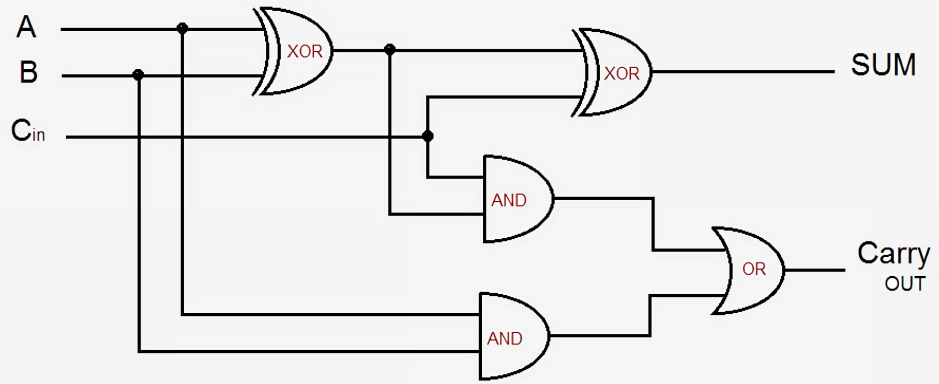 A
XOR
B
XOR
SUM
Cin
AND
OR
Carry
OUT
AND